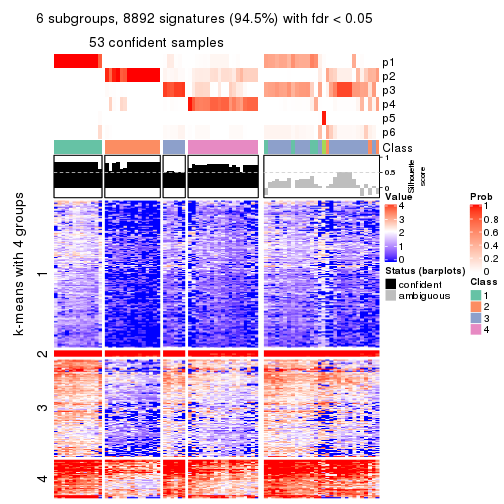 6 subgroups, 8892 signatures (94.5%) with fdr < 0.05
53 confident samples
p1
p2
p3
p4
p5
p6
Class
1
0.5
0
Silhouette
score
k-means with 4 groups
1
2
3
4
Value
4
3
2
1
0
Status (barplots)
confident
ambiguous
Prob
1
0.8
0.6
0.4
0.2
0
Class
1
2
3
4